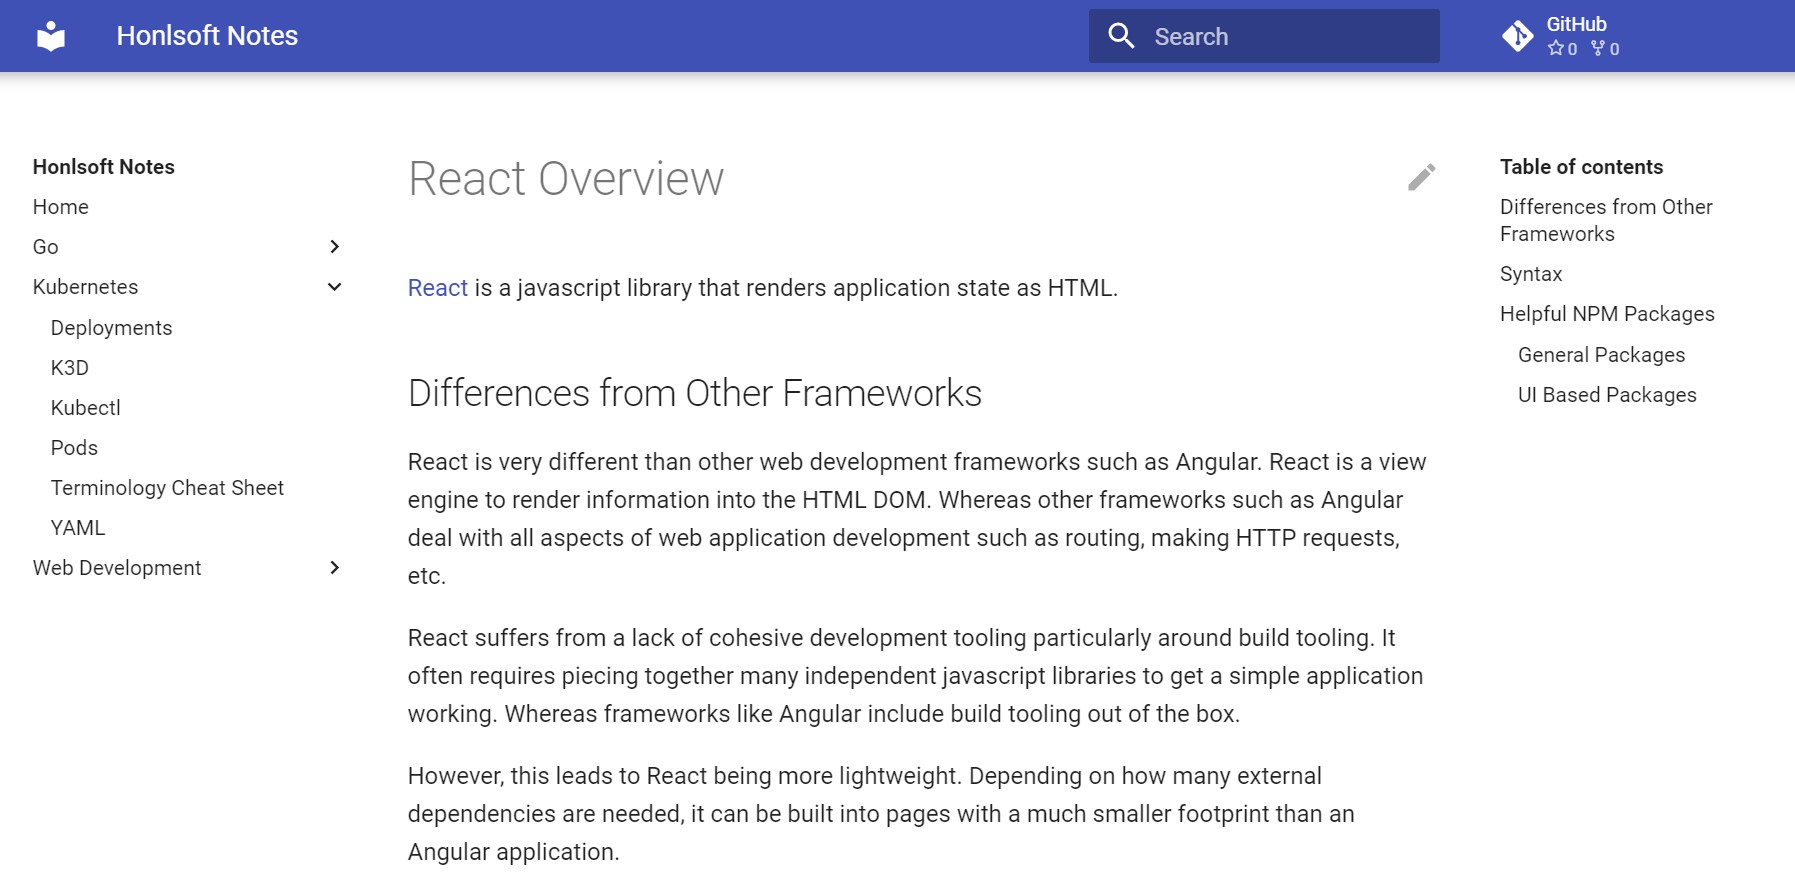 Honlsoft Notes
Search
GitHub
0 0
Honlsoft Notes
Home
Go
Kubernetes
Deployments
K3D
Kubectl
Pods
Terminology Cheat Sheet
YAML
Web Development
React Overview
React is a javascript library that renders application state as HTML.
Differences from Other Frameworks
React is very different than other web development frameworks such as Angular. React is a view
engine to render information into the HTML DOM. Whereas other frameworks such as Angular
deal with all aspects of web application development such as routing, making HTTP requests,
etc.
React suffers from a lack of cohesive development tooling particularly around build tooling. It
often requires piecing together many independent javascript libraries to get a simple application
working. Whereas frameworks like Angular include build tooling out of the box.
However, this leads to React being more lightweight. Depending on how many external
dependencies are needed, it can be built into pages with a much smaller footprint than an
Angular application.
Table of contents
Differences from Other
Frameworks
Syntax
Helpful NPM Packages
General Packages
UI Based Packages